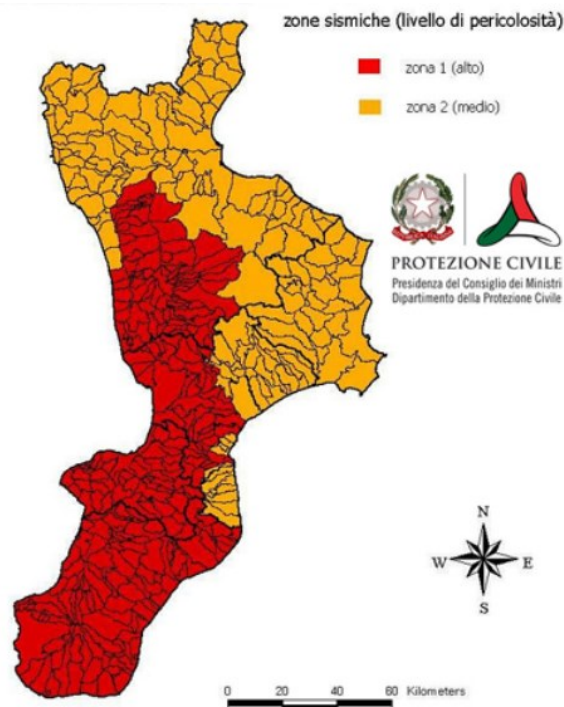 zone sismiche (livello di pericolosità)
zona 1 (alto)
zona 2 (medio)
PROTEZIONE CIVILE
Presidenza del Consiglio dei Ministri
Dipartimento della Protezione Civile
N
W E
S
0 20 40 60 Kilometers